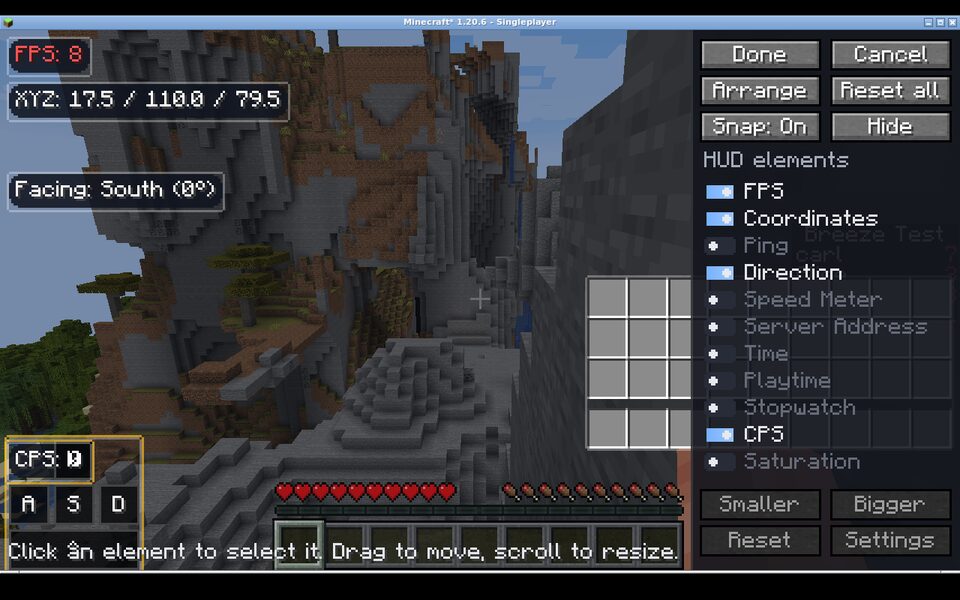 Minecraft* 1.20.6 - Singleplayer
FPS: 8
XYZ: 17.5 / 110.0 / 79.5
Facing: South (0°)
CPS: 0
A S D
Click an element to select it. Drag to move, scroll to resize.
Done Cancel
Arrange Reset all
Snap: On Hide
HUD elements
FPS
Coordinates
Ping
Breeze Test
Direction
Speed Meter
Server Address
Time
Playtime
Stopwatch
CPS
Saturation
Smaller Bigger
Reset Settings